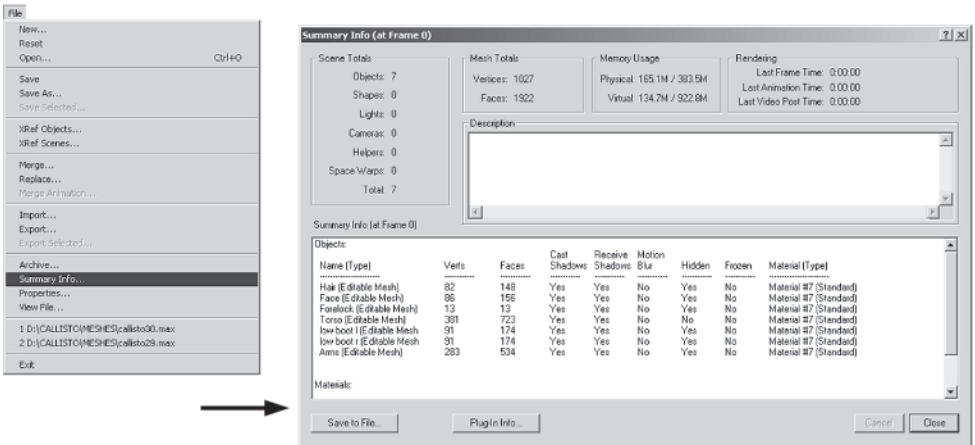 File
New...
Reset
Open... Ctrl+O
Save
Save As...
Save Selected...
XRef Objects...
XRef Scenes...
Merge...
Replace...
Merge Animation...
Import...
Export...
Export Selected...
Archive...
Summary Info...
Properties...
View File...
1 D:\CALLISTO\MESHES\callisto30.max
2 D:\CALLISTO\MESHES\callisto29.max
Exit
Summary Info (at Frame 0)
Scene Totals
Objects: 7
Shapes: 0
Lights: 0
Cameras: 0
Helpers: 0
Space Warps: 0
Total: 7
Mesh Totals
Vertices: 1027
Faces: 1922
Memory Usage
Physical: 165.1M / 383.5M
Virtual: 134.7M / 922.8M
Rendering
Last Frame Time: 0:00:00
Last Animation Time: 0:00:00
Last Video Post Time: 0:00:00
Description
Summary Info (at Frame 0)
Objects:
Name (Type) Verts Faces Cast Shadows Receive Shadows Motion Blur Hidden Frozen Material (Type)
Hair (Editable Mesh) 82 148 Yes Yes No Yes No Material #7 (Standard)
Face (Editable Mesh) 86 156 Yes Yes No Yes No Material #7 (Standard)
Forelock (Editable Mesh) 13 13 Yes Yes No Yes No Material #7 (Standard)
Torso (Editable Mesh) 381 723 Yes Yes No No No Material #7 (Standard)
low boot l (Editable Mesh 91 174 Yes Yes No Yes No Material #7 (Standard)
low boot r (Editable Mesh 91 174 Yes Yes No Yes No Material #7 (Standard)
Arms (Editable Mesh) 283 534 Yes Yes No Yes No Material #7 (Standard)
Materials:
Save to File...
Plug-In Info...
Cancel
Close